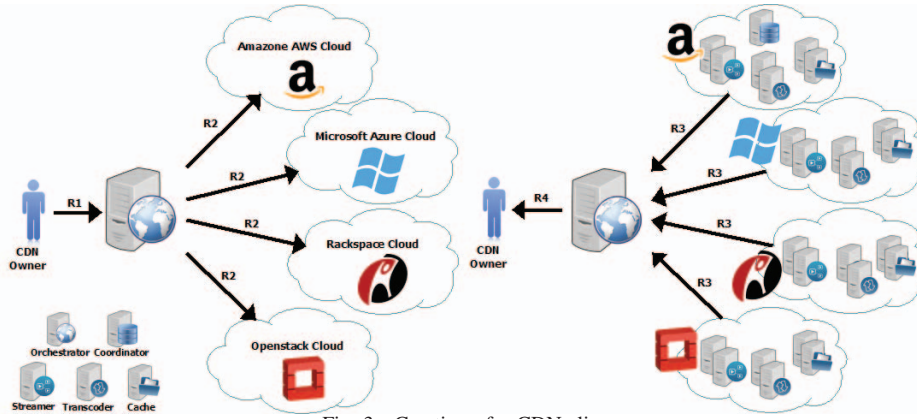 Amazone AWS Cloud
a
R2
Microsoft Azure Cloud
R2
R1
CDN
Owner
R2
Rackspace Cloud
R2
Openstack Cloud
Orchestrator Coordinator
Streamer Transcoder Cache
a
R3
R3
R4
CDN
Owner
R3
R3